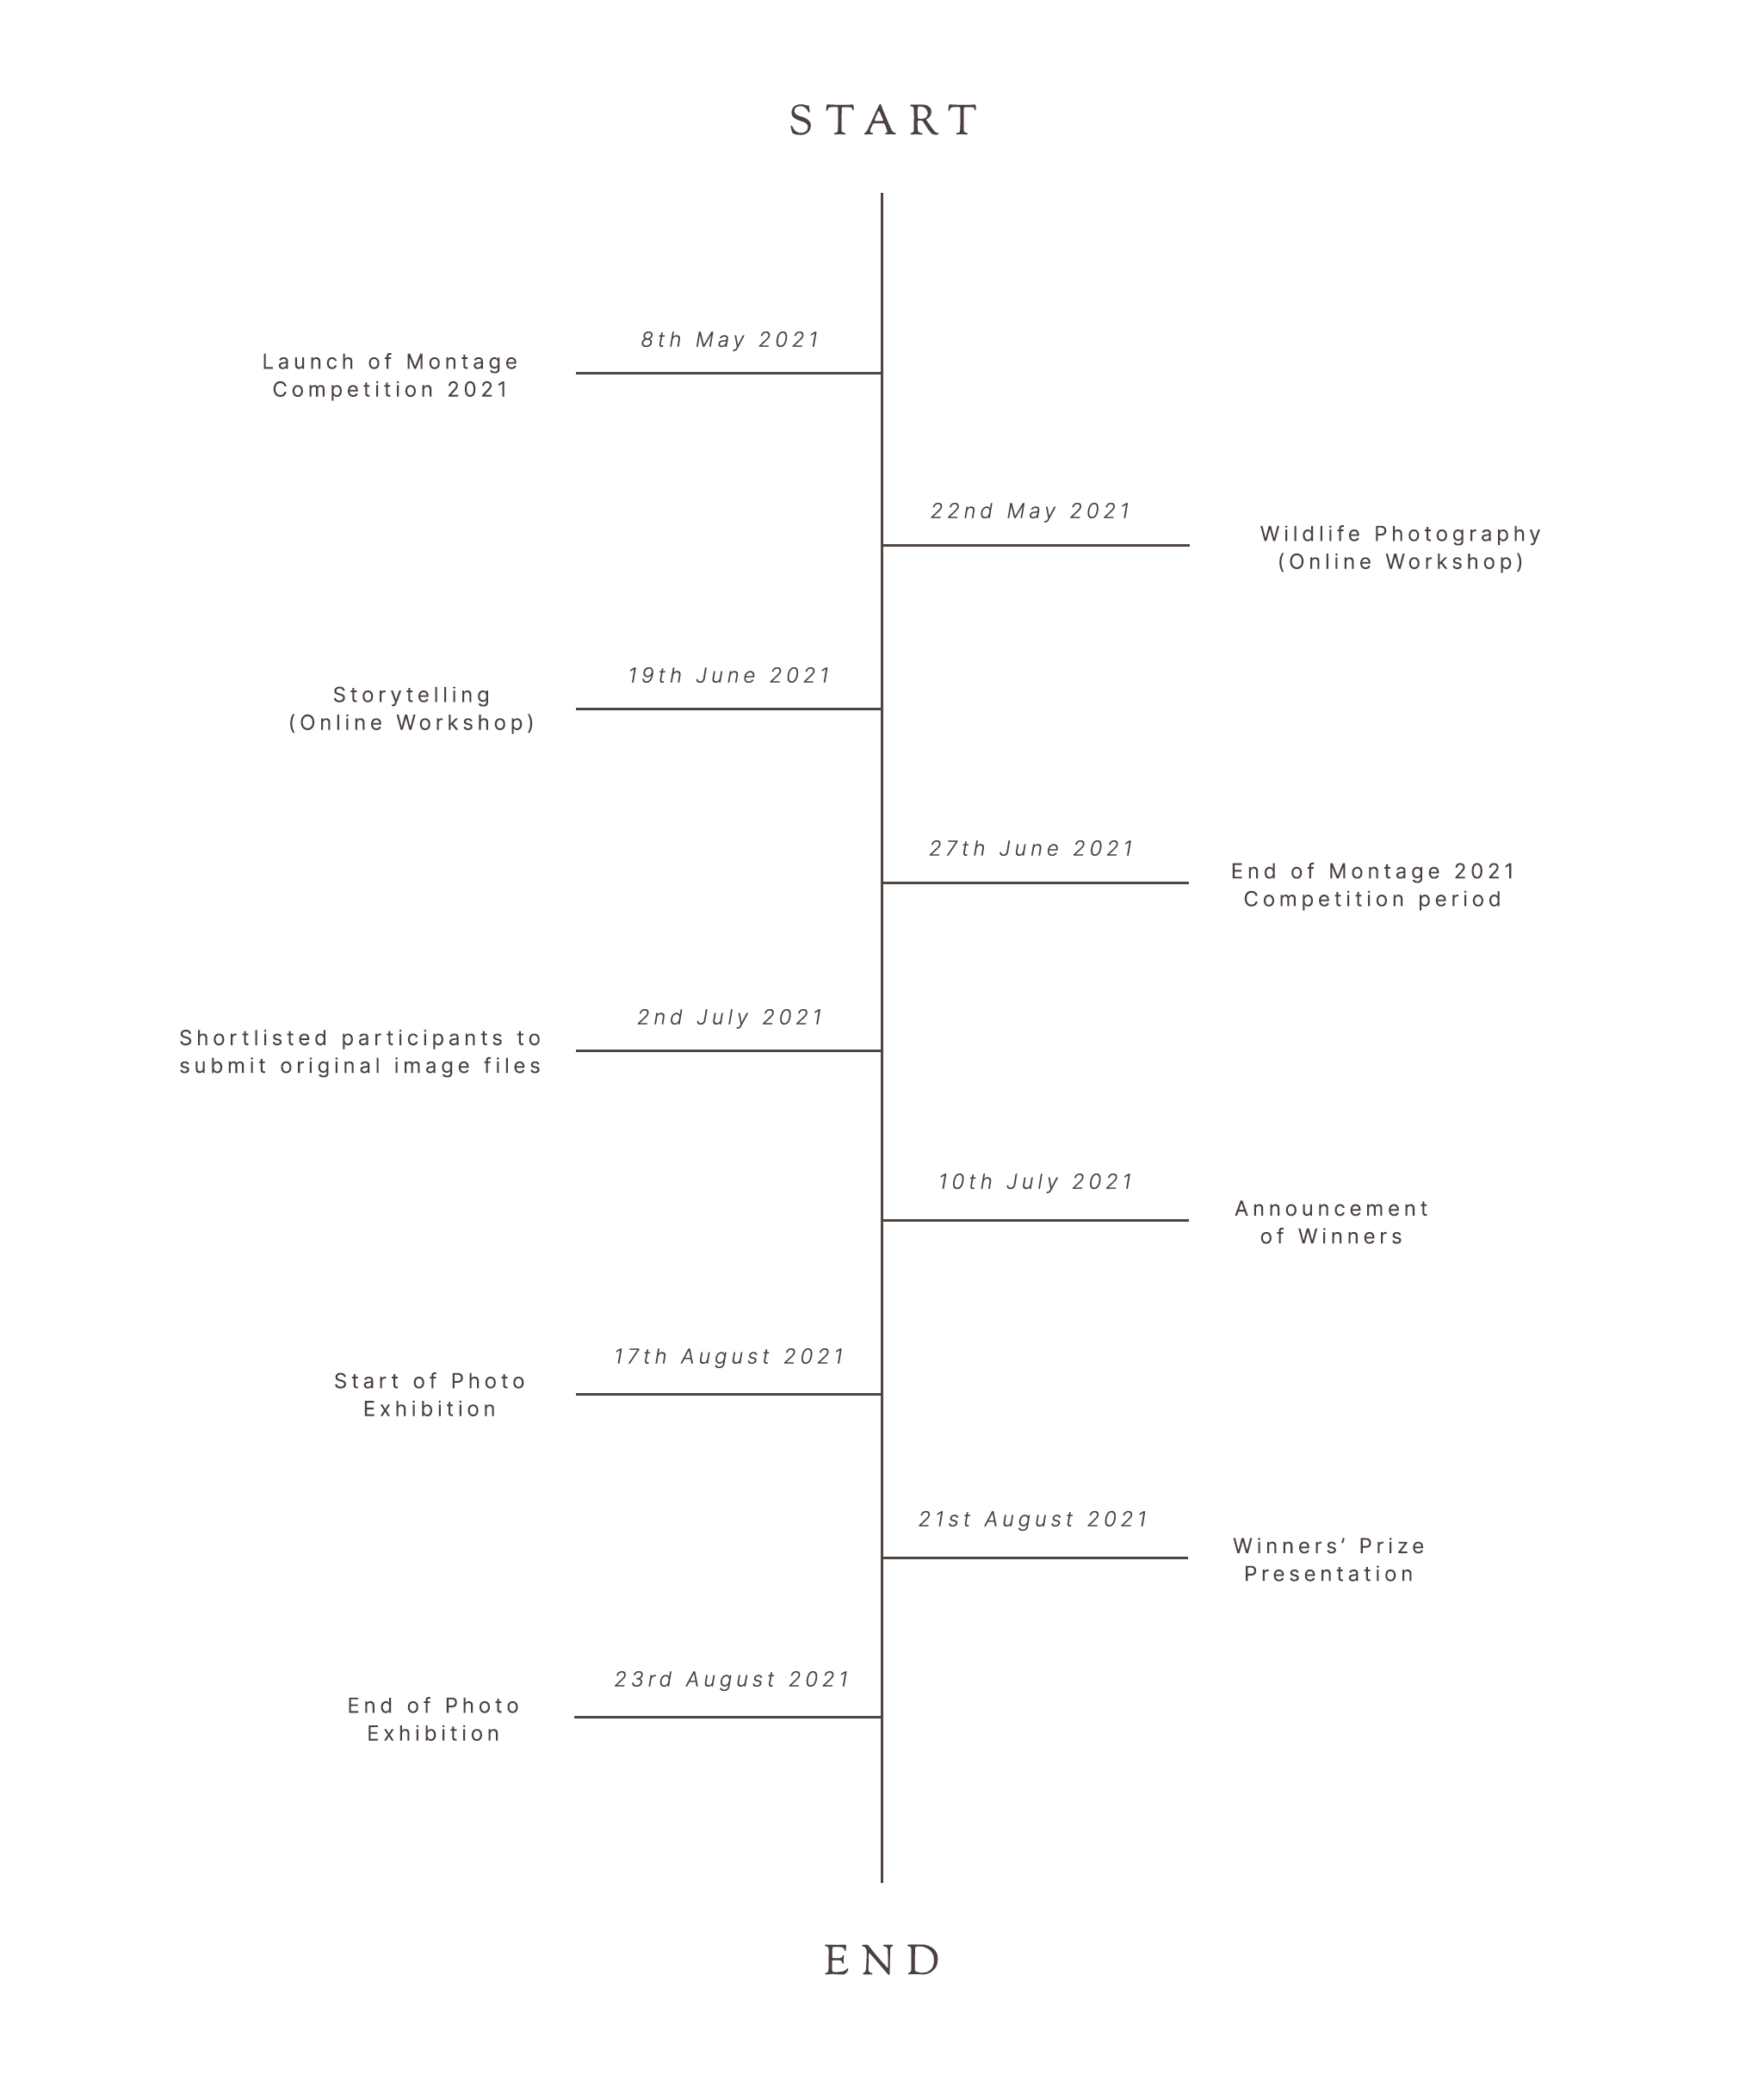 START
8th May 2021
Launch of Montage
Competition 2021
22nd May 2021
Wildlife Photography
(Online Workshop)
19th June 2021
Storytelling
(Online Workshop)
27th June 2021
End of Montage 2021
Competition period
2nd July 2021
Shortlisted participants to
submit original image files
10th July 2021
Announcement
of Winners
17th August 2021
Start of Photo
Exhibition
21st August 2021
Winners’ Prize
Presentation
23rd August 2021
End of Photo
Exhibition
END